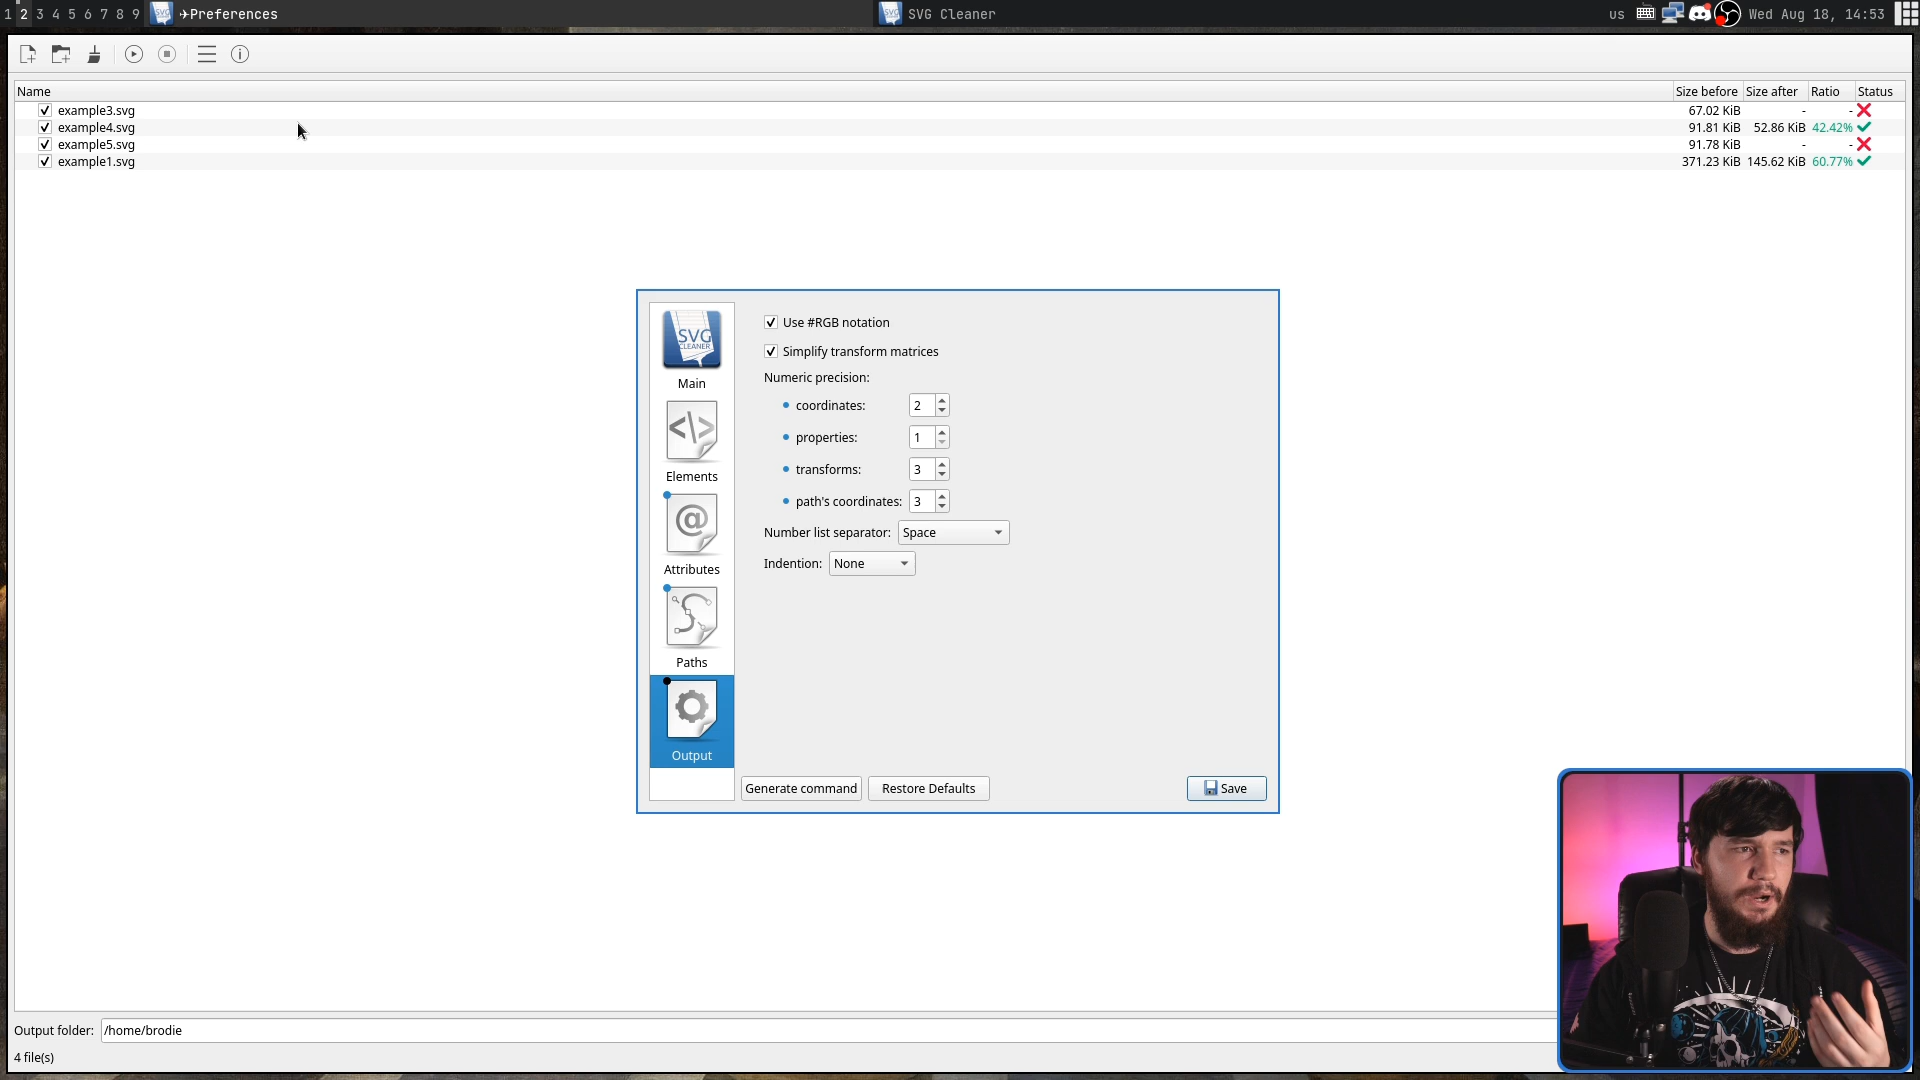 1 2 3 4 5 6 7 8 9 ✈Preferences SVG Cleaner us Wed Aug 18, 14:53
Name Size before Size after Ratio Status
example3.svg 67.02 KiB - -
example4.svg 91.81 KiB 52.86 KiB 42.42%
example5.svg 91.78 KiB - -
example1.svg 371.23 KiB 145.62 KiB 60.77%
SVG
CLEANER
Main
Elements
@
Attributes
Paths
Output
Use #RGB notation
Simplify transform matrices
Numeric precision:
coordinates: 2
properties: 1
transforms: 3
path's coordinates: 3
Number list separator: Space
Indention: None
Generate command Restore Defaults Save
Output folder: /home/brodie
4 file(s)